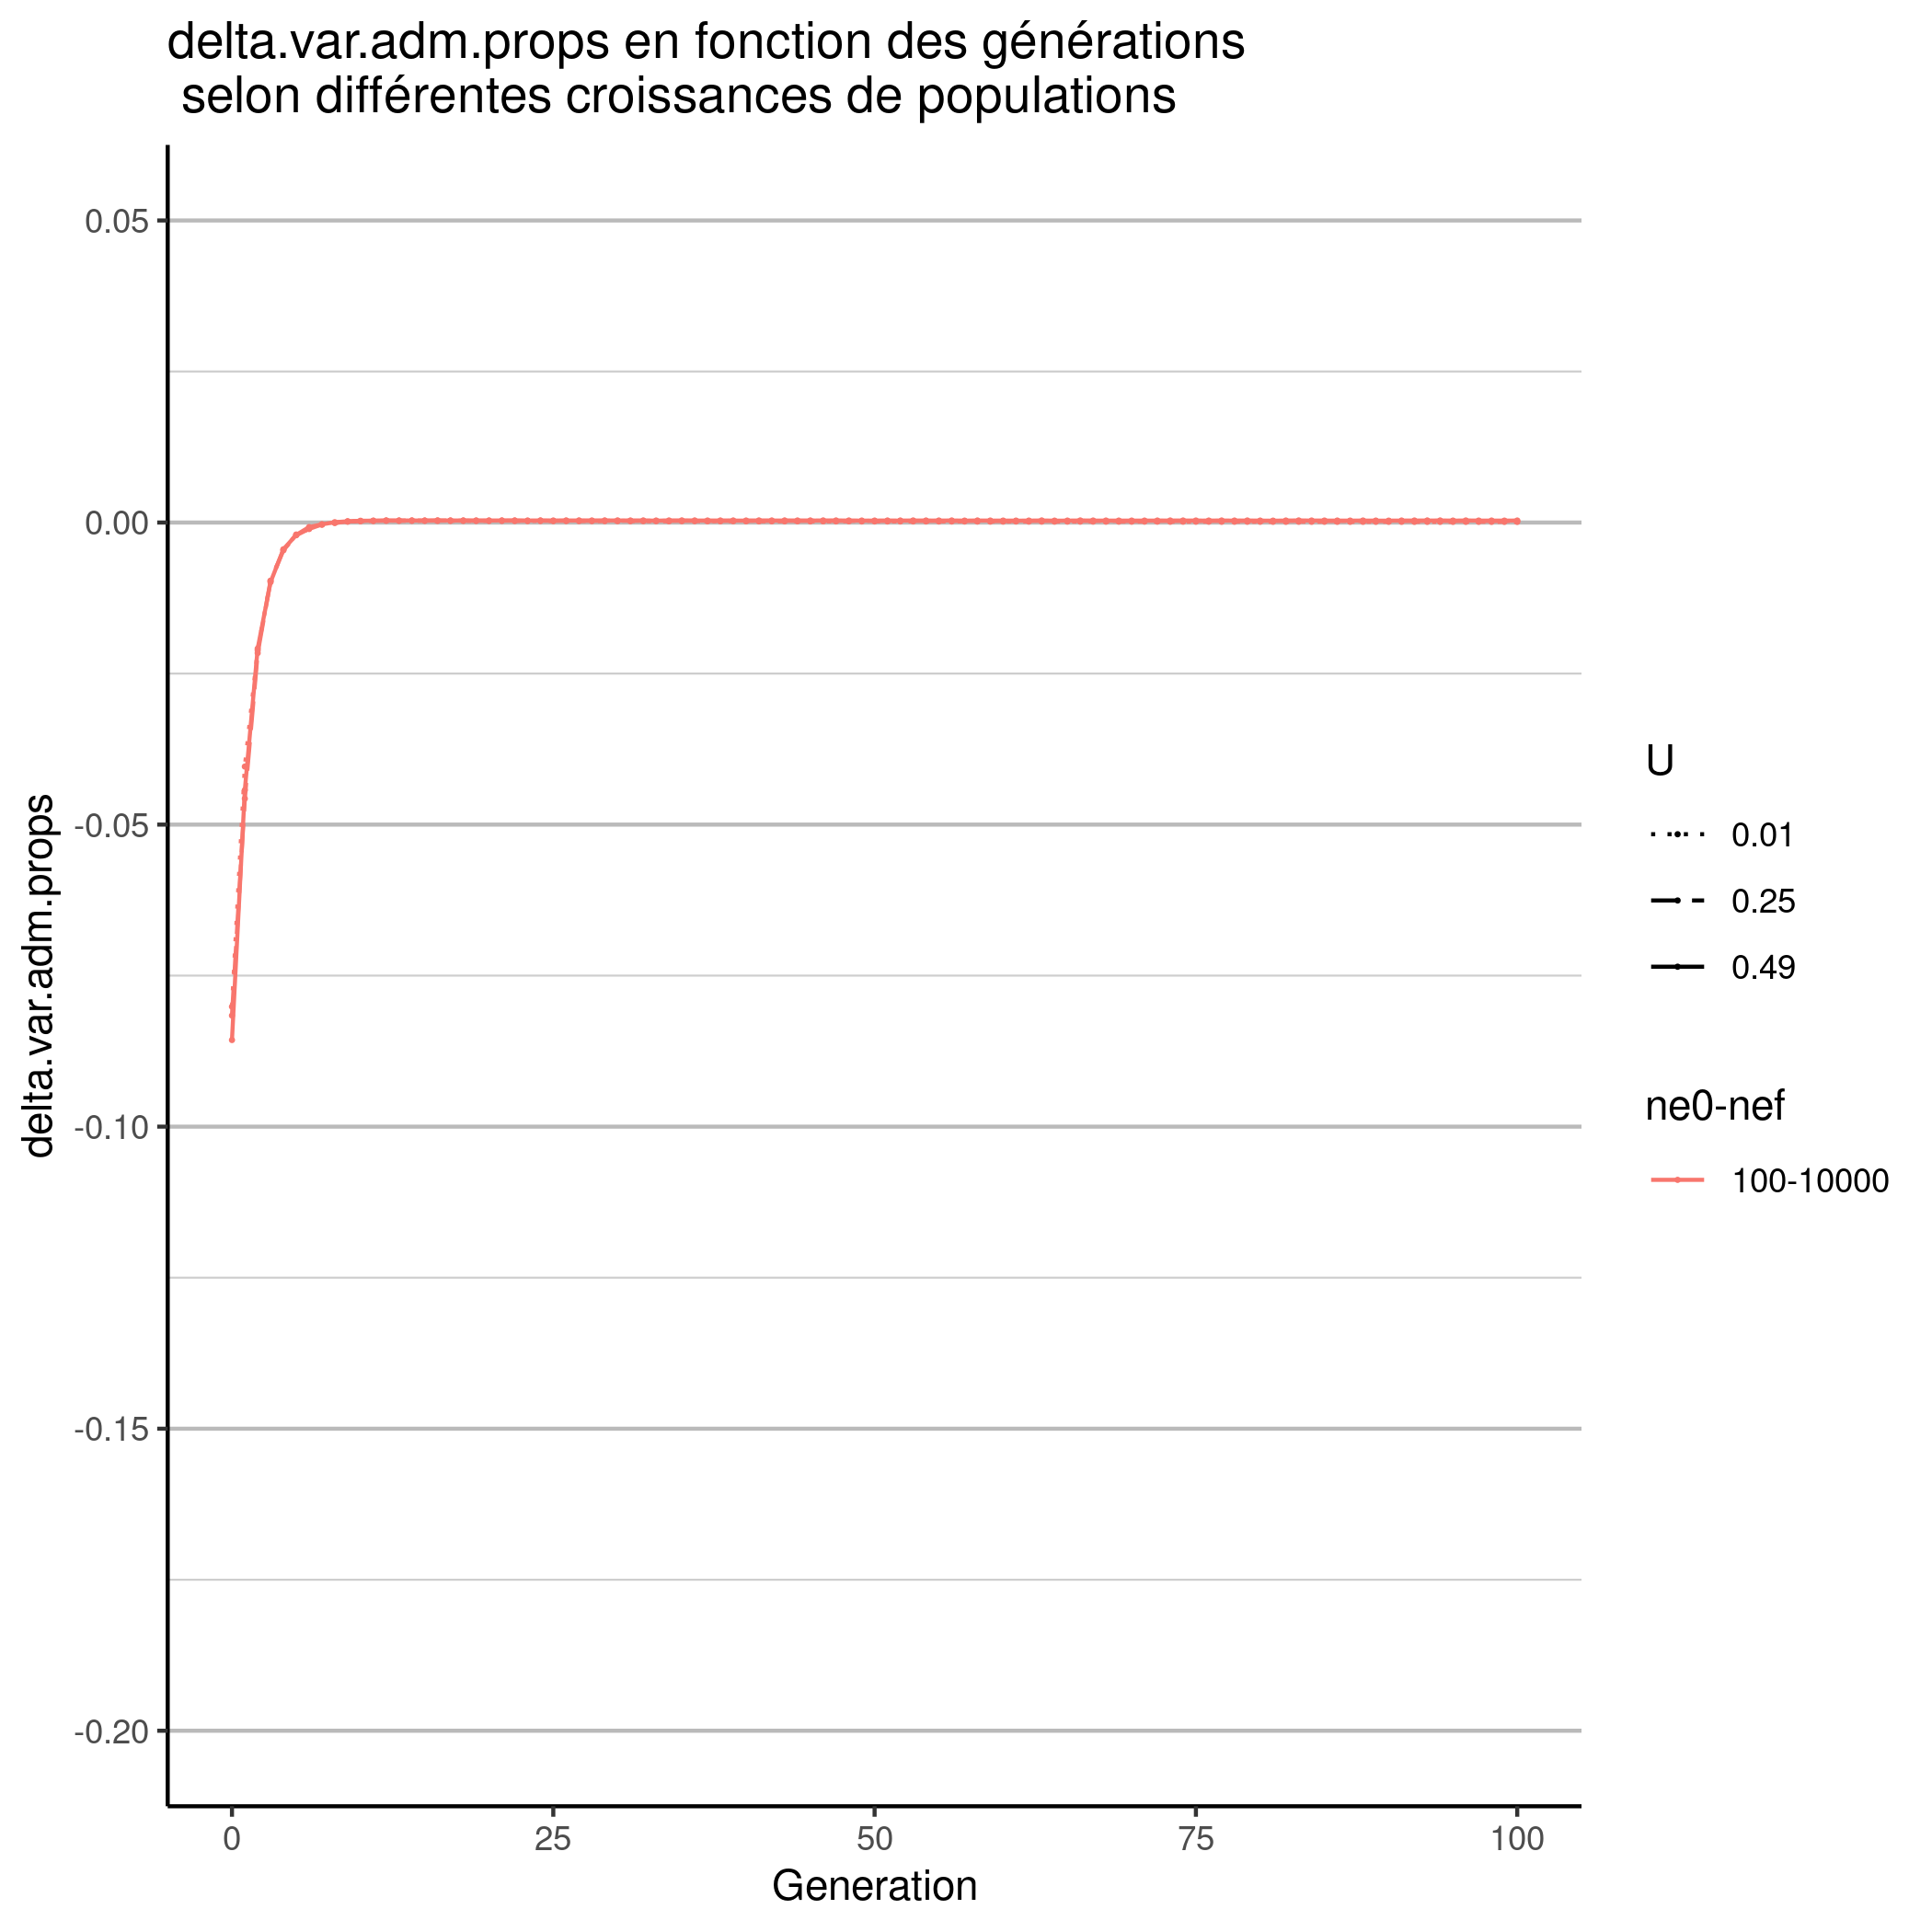 delta.var.adm.props en fonction des générations
selon différentes croissances de populations
delta.var.adm.props
0.05
0.00
-0.05
-0.10
-0.15
-0.20
0
25
50
75
100
Generation
U
0.01
0.25
0.49
ne0-nef
100-10000